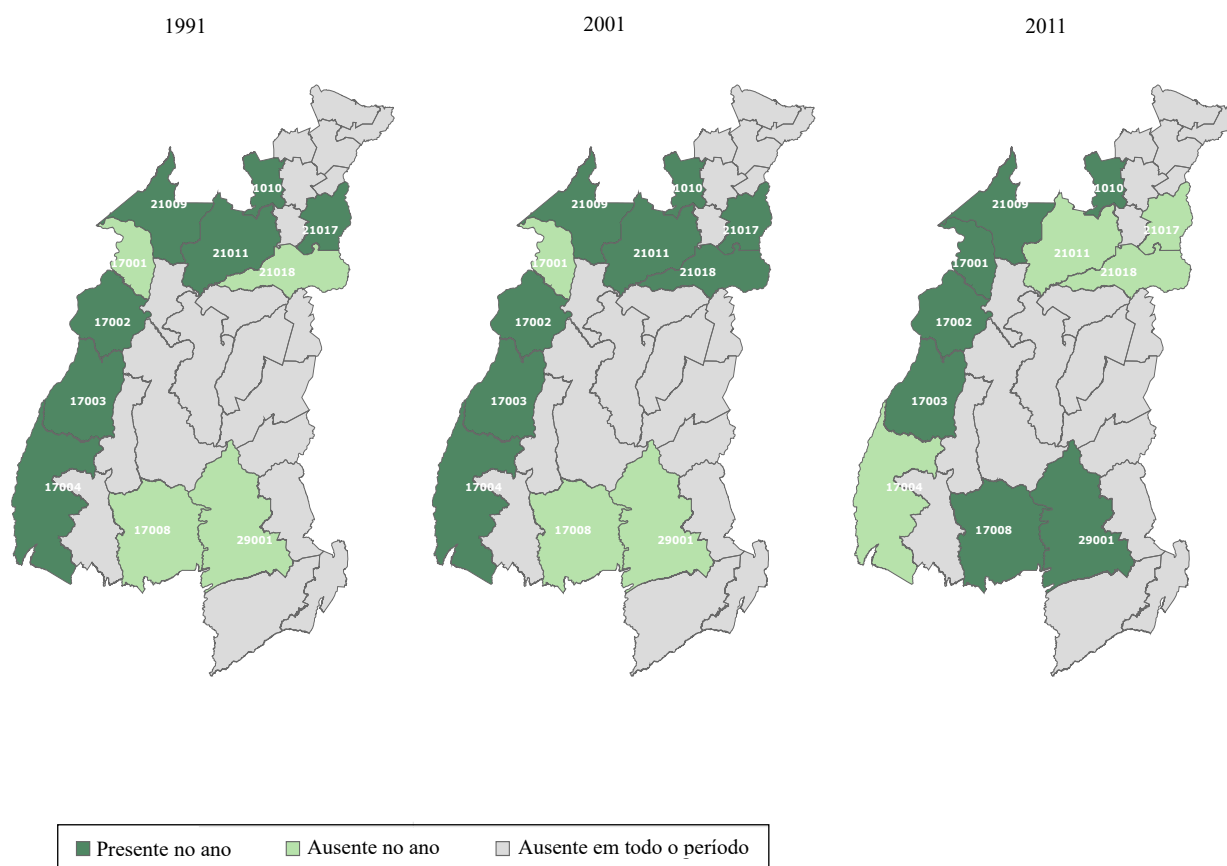 1991 2001 2011
1010 1010 1010
21009 21009 21009
21017 21017 21017
21011 21011 21011
17001 17001 17001
21018 21018 21018
17002 17002 17002
17003 17003 17003
17004 17004 17004
17008 17008 17008
29001 29001 29001
Presente no ano Ausente no ano Ausente em todo o período